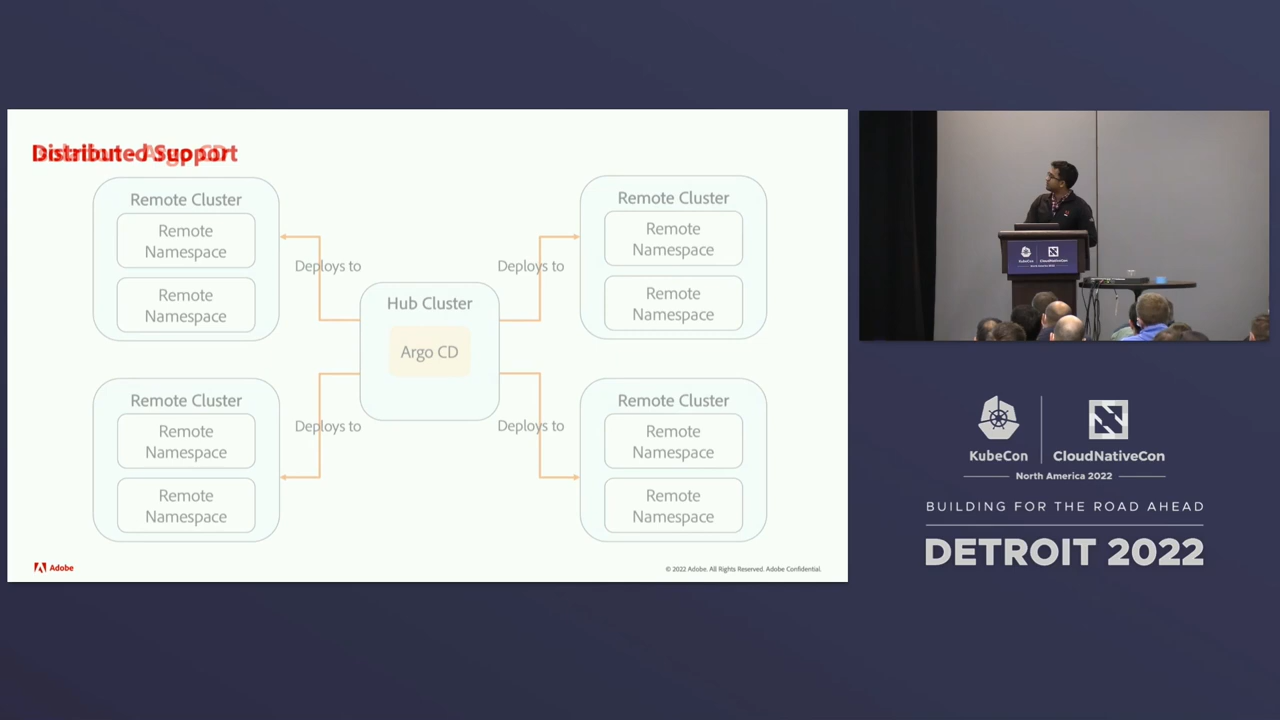 Distributed Support
Remote Cluster
Remote
Namespace
Remote
Namespace
Deploys to
Remote Cluster
Remote
Namespace
Remote
Namespace
Deploys to
Hub Cluster
Argo CD
Remote Cluster
Remote
Namespace
Remote
Namespace
Deploys to
Remote Cluster
Remote
Namespace
Remote
Namespace
Deploys to
Adobe
© 2022 Adobe. All Rights Reserved. Adobe Confidential.
KubeCon
CloudNativeCon
KubeCon
CloudNativeCon
North America 2022
BUILDING FOR THE ROAD AHEAD
DETROIT 2022